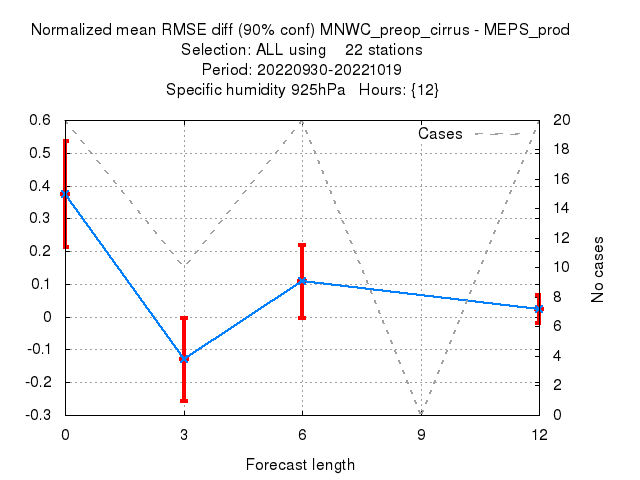 Normalized mean RMSE diff (90% conf) MNWC_preop_cirrus - MEPS_prod
Selection: ALL using 22 stations
Period: 20220930-20221019
Specific humidity 925hPa Hours: {12}
Cases
0.6
0.5
0.4
0.3
0.2
0.1
0
-0.1
-0.2
-0.3
20
18
16
14
12
10
8
6
4
2
0
No cases
0 3 6 9 12
Forecast length